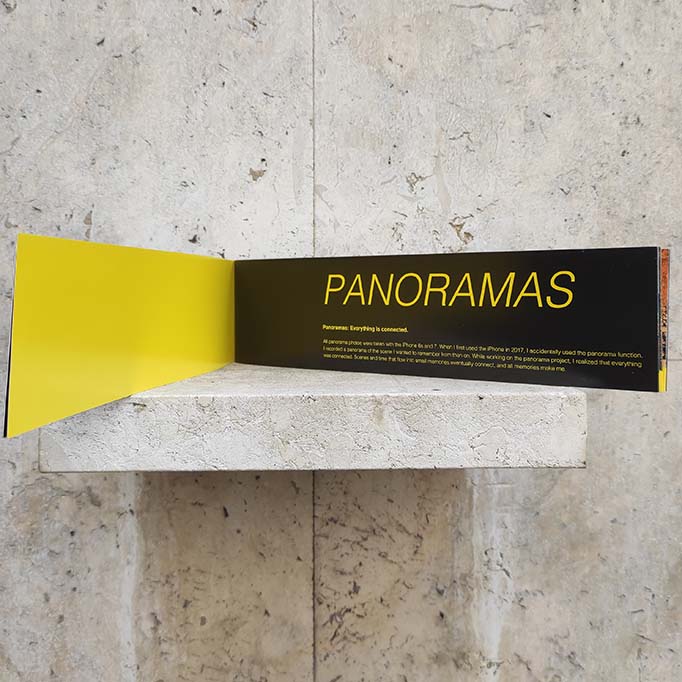 PANORAMAS
Panoramas: Everything is connected.
All panorama photos were taken with the iPhone 6s and 7. When I first used the iPhone in 2017, I accidentally used the panorama function.
I recorded a panorama of the scene I wanted to remember from then on. While working on the panorama project, I realized that everything
was connected. Scenes and time that flow into small memories eventually connect, and all memories make me.